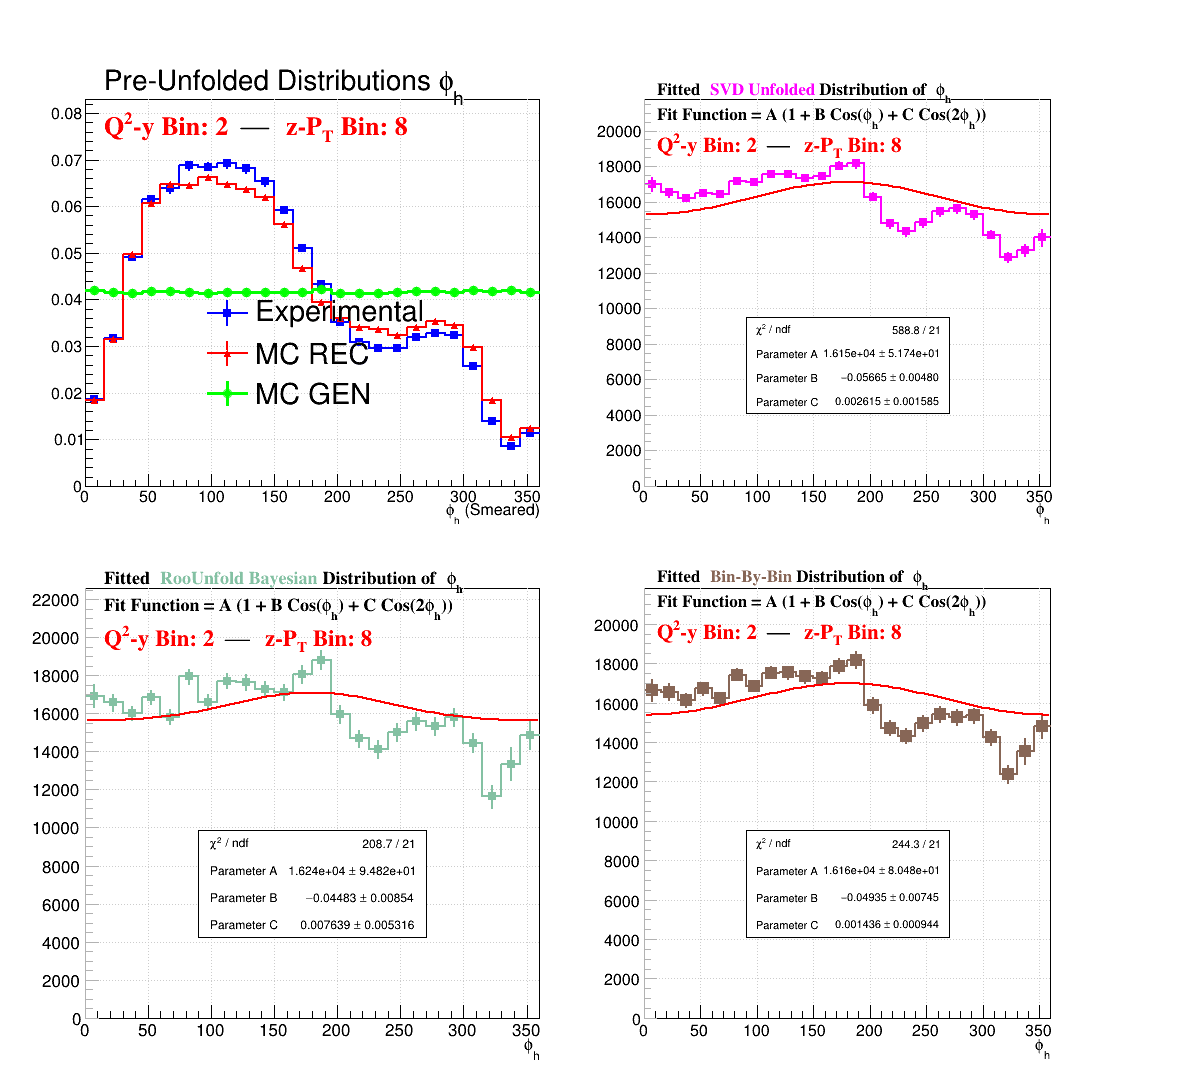 Pre-Unfolded Distributions ϕh
Q²-y Bin: 2 — z-PT Bin: 8
0.08
0.07
0.06
0.05
0.04
0.03
0.02
0.01
0
Experimental
MC REC
MC GEN
0 50 100 150 200 250 300 350
ϕh (Smeared)
Fitted SVD Unfolded Distribution of ϕh
Fit Function = A (1 + B Cos(ϕh) + C Cos(2ϕh))
Q²-y Bin: 2 — z-PT Bin: 8
20000
18000
16000
14000
12000
10000
8000
6000
4000
2000
0
χ² / ndf 588.8 / 21
Parameter A 1.615e+04 ± 5.174e+01
Parameter B −0.05665 ± 0.00480
Parameter C 0.002615 ± 0.001585
0 50 100 150 200 250 300 350
ϕh
Fitted RooUnfold Bayesian Distribution of ϕh
Fit Function = A (1 + B Cos(ϕh) + C Cos(2ϕh))
Q²-y Bin: 2 — z-PT Bin: 8
22000
20000
18000
16000
14000
12000
10000
8000
6000
4000
2000
0
χ² / ndf 208.7 / 21
Parameter A 1.624e+04 ± 9.482e+01
Parameter B −0.04483 ± 0.00854
Parameter C 0.007639 ± 0.005316
0 50 100 150 200 250 300 350
ϕh
Fitted Bin-By-Bin Distribution of ϕh
Fit Function = A (1 + B Cos(ϕh) + C Cos(2ϕh))
Q²-y Bin: 2 — z-PT Bin: 8
20000
18000
16000
14000
12000
10000
8000
6000
4000
2000
0
χ² / ndf 244.3 / 21
Parameter A 1.616e+04 ± 8.048e+01
Parameter B −0.04935 ± 0.00745
Parameter C 0.001436 ± 0.000944
0 50 100 150 200 250 300 350
ϕh